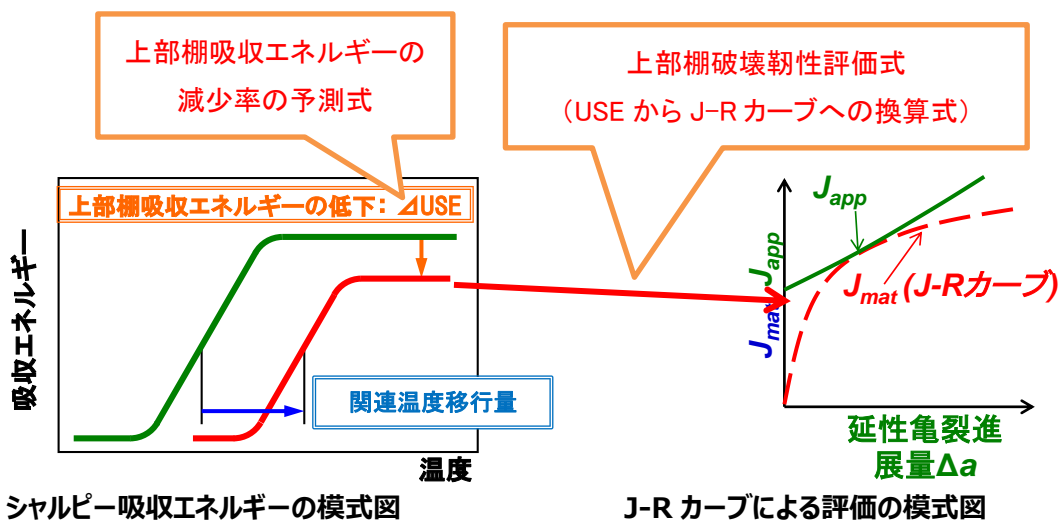 上部棚吸収エネルギーの
減少率の予測式
上部棚破壊靭性評価式
（USE から J-R カーブへの換算式）
上部棚吸収エネルギーの低下：⊿USE
吸収エネルギー
関連温度移行量
温度
シャルピー吸収エネルギーの模式図
Japp
Jmat (J-Rカーブ)
Jmat Japp
延性亀裂進
展量Δa
J-R カーブによる評価の模式図